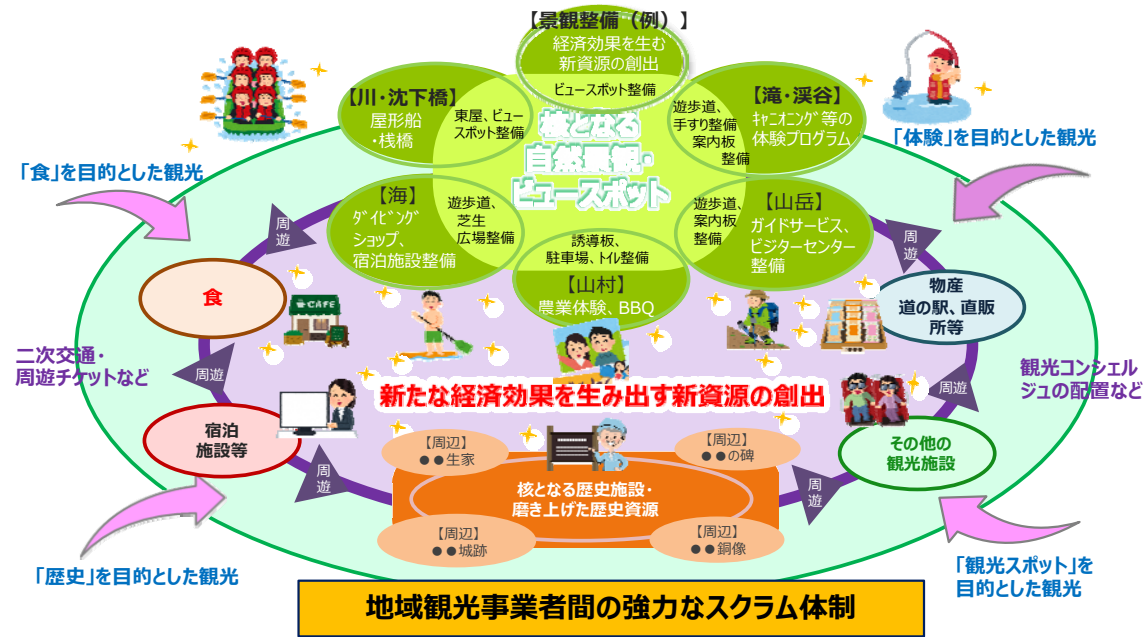 【景観整備（例）】
経済効果を生む
新資源の創出
ビュースポット整備
【川・沈下橋】
屋形船
・桟橋
東屋、ビュー
スポット整備
【滝・渓谷】
ｷｬﾆｵﾆﾝｸﾞ等の
体験プログラム
遊歩道、
手すり整備
案内板
整備
核となる
自然景観・
ビュースポット
【海】
ﾀﾞｲﾋﾞﾝｸﾞ
ショップ、
宿泊施設整備
遊歩道、
芝生
広場整備
【山岳】
ガイドサービス、
ビジターセンター
整備
遊歩道、
案内板
整備
誘導板、
駐車場、ﾄｲﾚ整備
【山村】
農業体験、BBQ
「食」を目的とした観光
「体験」を目的とした観光
周遊
周遊
食
CAFE
物産
道の駅、直販
所等
二次交通・
周遊チケットなど
周遊
観光コンシェル
ジュの配置など
周遊
新たな経済効果を生み出す新資源の創出
宿泊
施設等
その他の
観光施設
周遊
周遊
【周辺】
●●生家
【周辺】
●●の碑
核となる歴史施設・
磨き上げた歴史資源
【周辺】
●●城跡
【周辺】
●●銅像
「歴史」を目的とした観光
「観光スポット」を
目的とした観光
地域観光事業者間の強力なスクラム体制